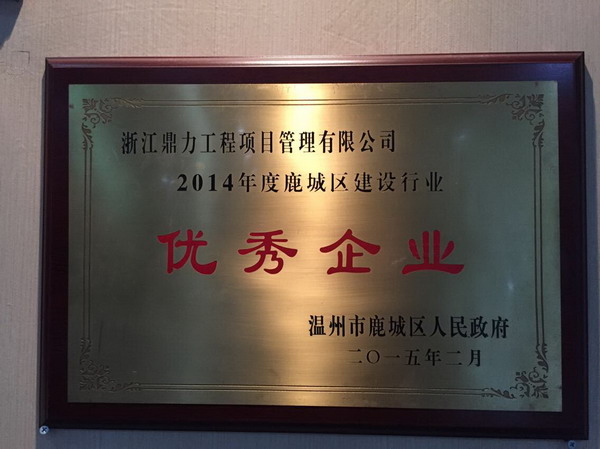 浙江鼎力工程项目管理有限公司
2014年度鹿城区建设行业
优秀企业
温州市鹿城区人民政府
二〇一五年二月